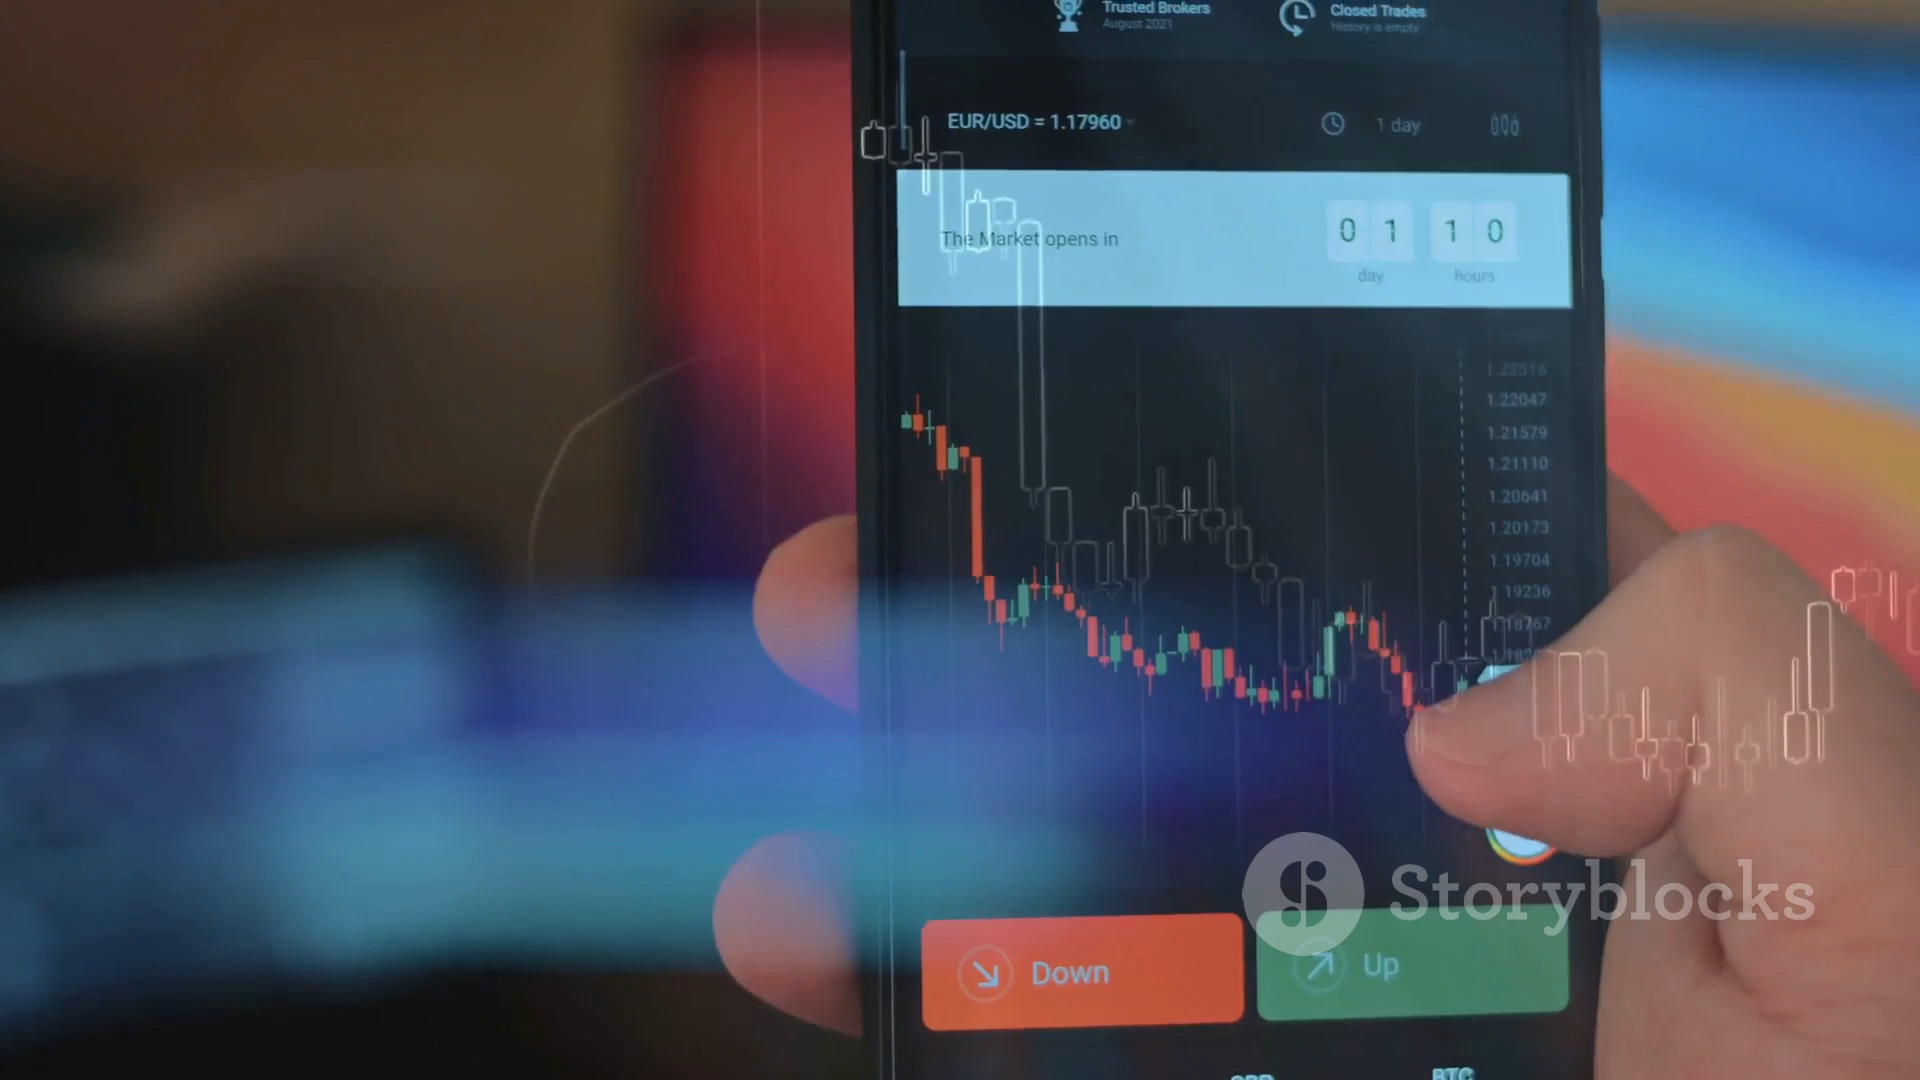 Trusted Brokers
August 2021
Closed Trades
History is empty
EUR/USD = 1.17960
1 day
The Market opens in
0 1 1 0
day hours
1.22516
1.22047
1.21579
1.21110
1.20641
1.20173
1.19704
1.19236
1.18767
Storyblocks
Down
Up
BTC